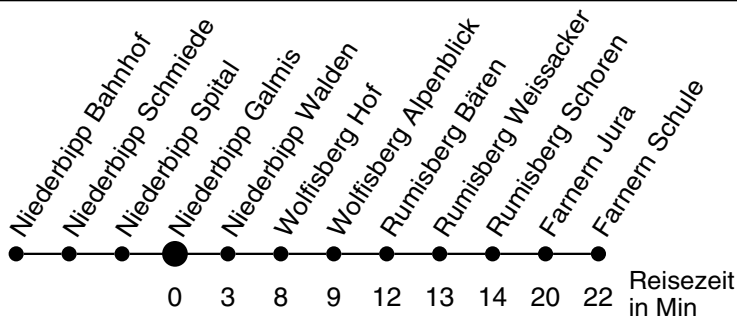 Niederbipp Bahnhof
Niederbipp Schmiede
Niederbipp Spital
Niederbipp Galmis
Niederbipp Walden
Wolfisberg Hof
Wolfisberg Alpenblick
Rumisberg Bären
Rumisberg Weissacker
Rumisberg Schoren
Farnern Jura
Farnern Schule
0 3 8 9 12 13 14 20 22 Reisezeit
in Min